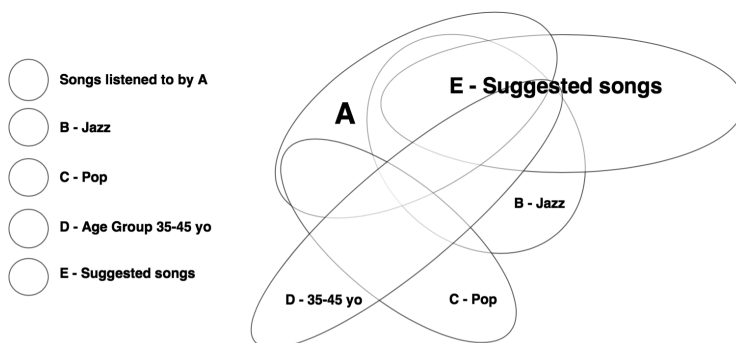 Songs listened to by A
B - Jazz
C - Pop
D - Age Group 35-45 yo
E - Suggested songs
E - Suggested songs
A
B - Jazz
D - 35-45 yo
C - Pop